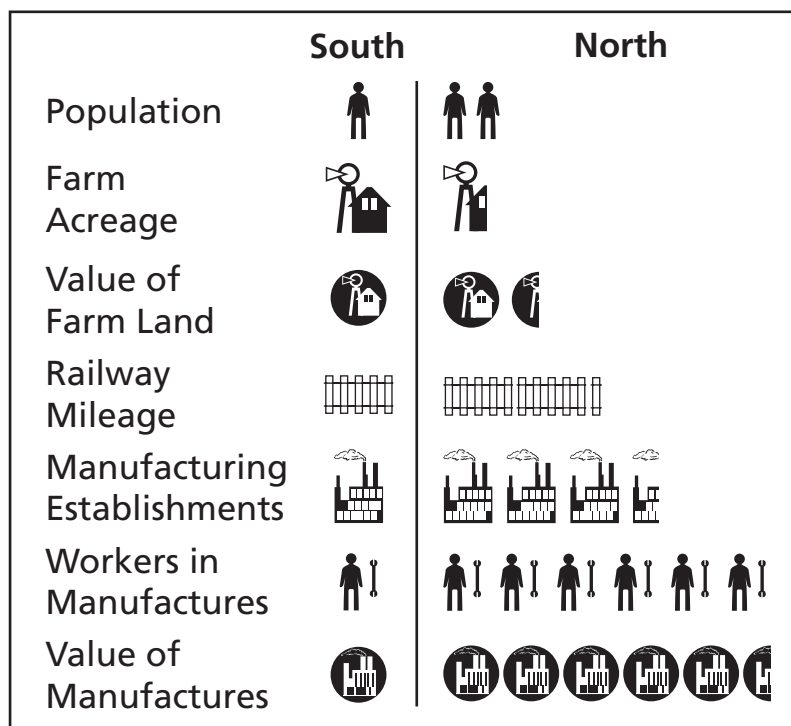 South North
Population
Farm
Acreage
Value of
Farm Land
Railway
Mileage
Manufacturing
Establishments
Workers in
Manufactures
Value of
Manufactures